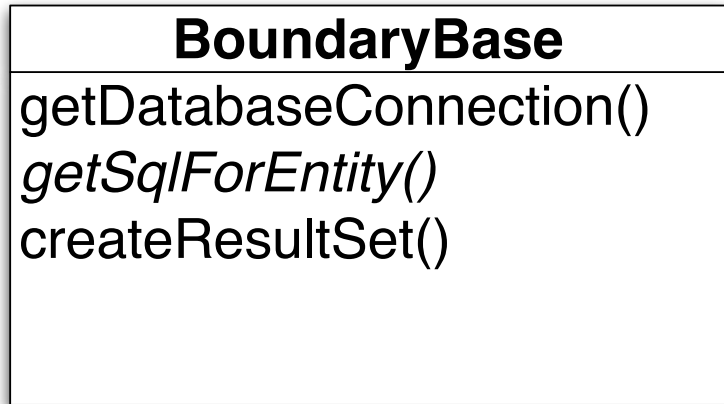 BoundaryBase
getDatabaseConnection()
getSqlForEntity()
createResultSet()